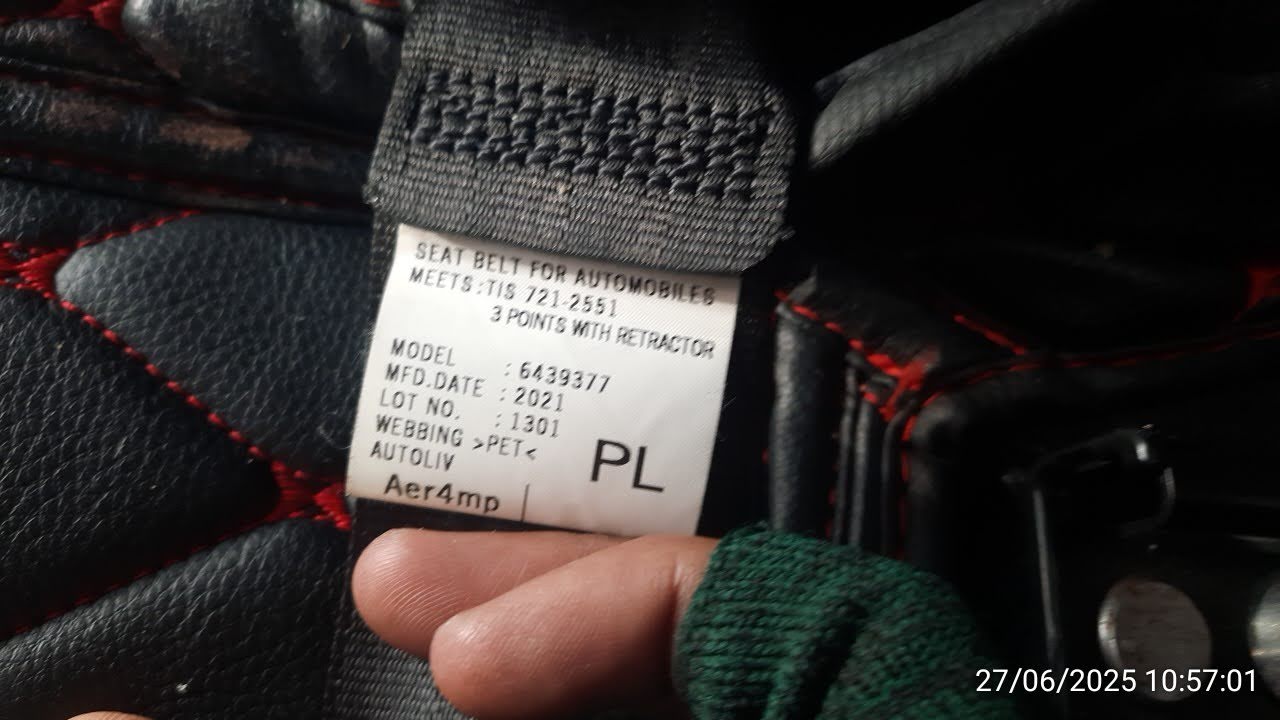 SEAT BELT FOR AUTOMOBILES
MEETS:TIS 721-2551
3 POINTS WITH RETRACTOR
MODEL : 6439377
MFD.DATE : 2021
LOT NO. : 1301
WEBBING >PET<
AUTOLIV
PL
Aer4mp
27/06/2025 10:57:01